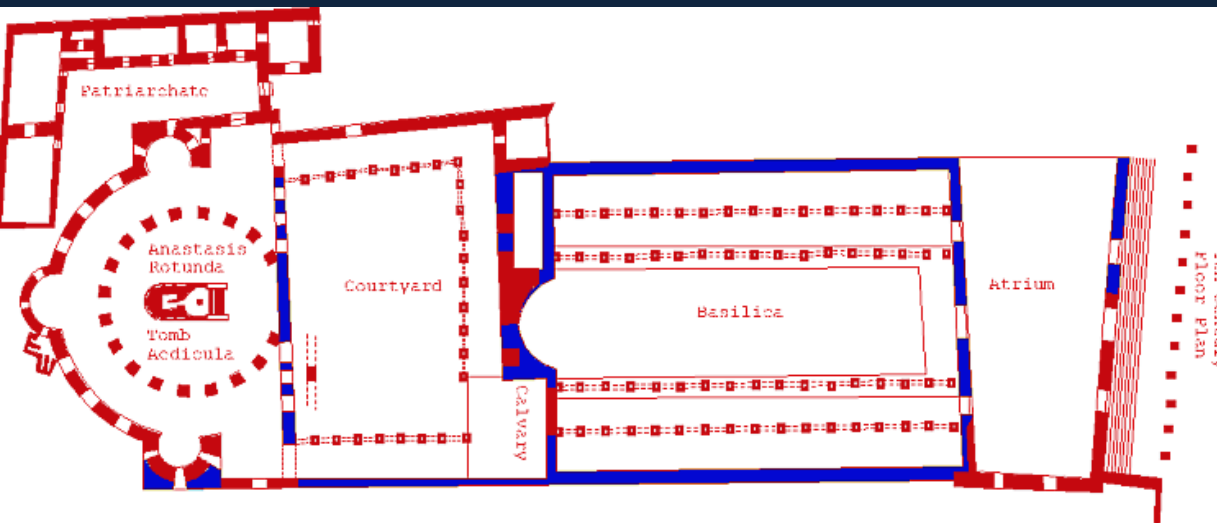 Patriarchate
Anastasis
Rotunda
Tomb
Aedicula
Courtyard
Calvary
Basilica
Atrium
Floor Plan